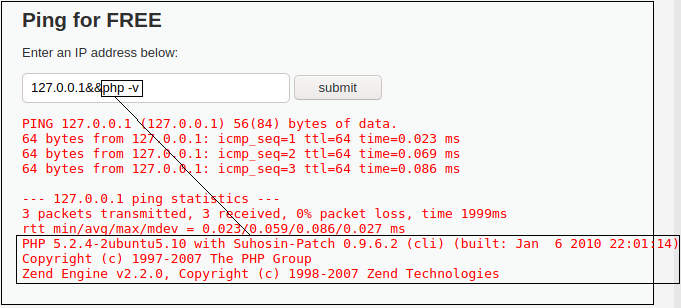 Ping for FREE
Enter an IP address below:
127.0.0.1&&php -v submit
PING 127.0.0.1 (127.0.0.1) 56(84) bytes of data.
64 bytes from 127.0.0.1: icmp_seq=1 ttl=64 time=0.023 ms
64 bytes from 127.0.0.1: icmp_seq=2 ttl=64 time=0.069 ms
64 bytes from 127.0.0.1: icmp_seq=3 ttl=64 time=0.086 ms
--- 127.0.0.1 ping statistics ---
3 packets transmitted, 3 received, 0% packet loss, time 1999ms
rtt min/avg/max/mdev = 0.023/0.059/0.086/0.027 ms
PHP 5.2.4-2ubuntu5.10 with Suhosin-Patch 0.9.6.2 (cli) (built: Jan  6 2010 22:01:14)
Copyright (c) 1997-2007 The PHP Group
Zend Engine v2.2.0, Copyright (c) 1998-2007 Zend Technologies